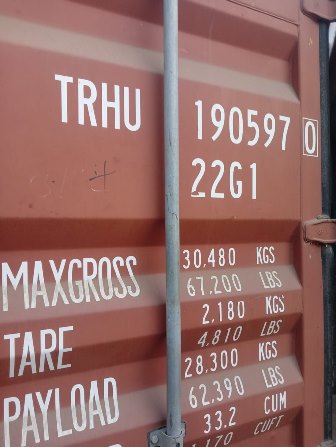 TRHU 190597 0
22G1
MAXGROSS 30.480 KGS
67.200 LBS
TARE 2.180 KGS
4.810 LBS
PAYLOAD 28.300 KGS
62.390 LBS
33.2 CUM
CUFT